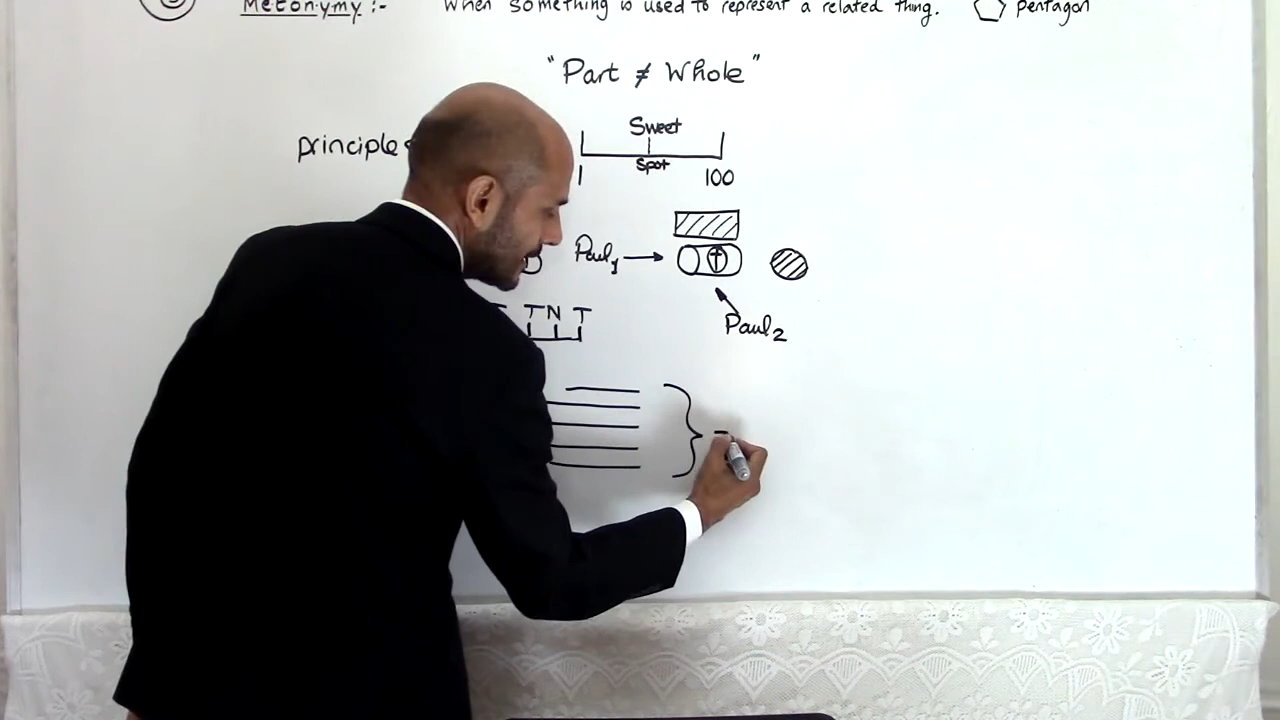 Metonymy :- When something is used to represent a related thing. Pentagon
"Part ≠ Whole"
principle
Sweet
Spot
1 100
Paul1
Paul2
T N T